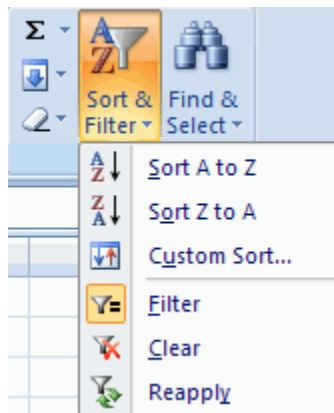 Σ
Sort & Filter
Find & Select
Sort A to Z
Sort Z to A
Custom Sort...
Filter
Clear
Reapply